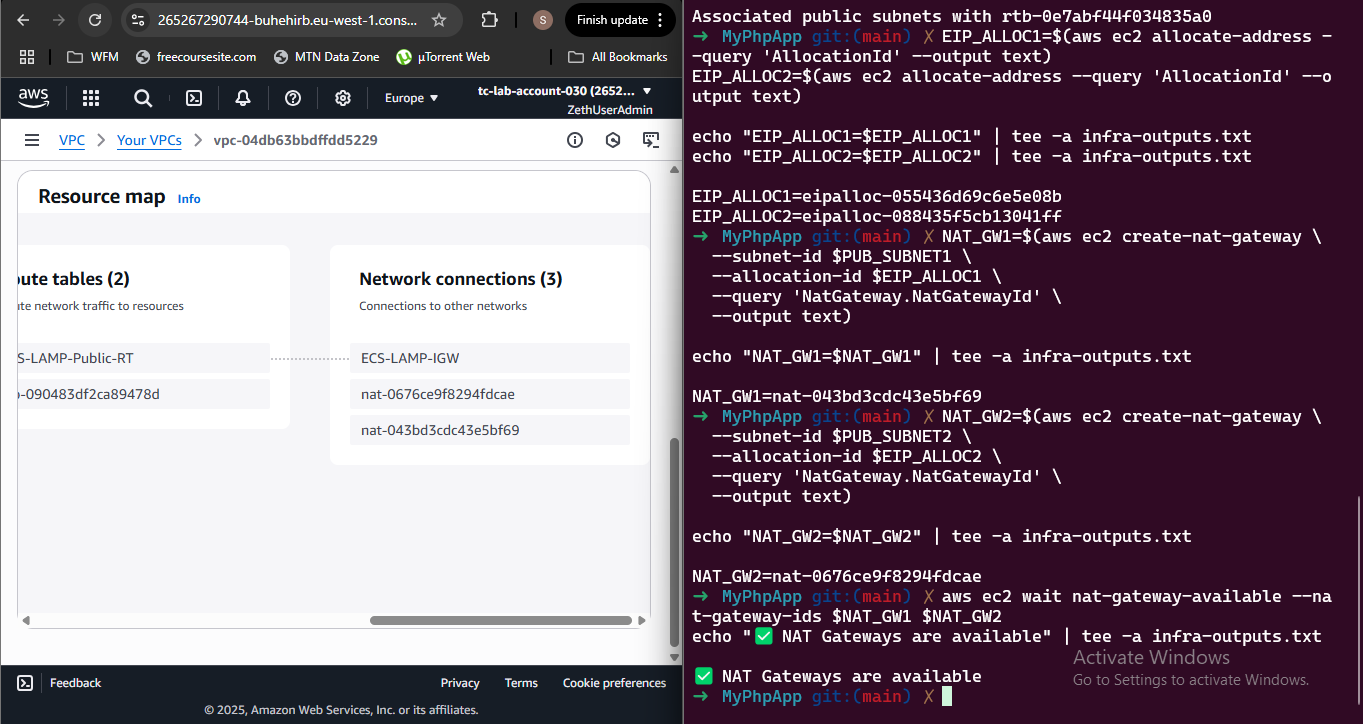 265267290744-buhehirb.eu-west-1.cons...
S
Finish update
WFM
freecoursesite.com
MTN Data Zone
µTorrent Web
All Bookmarks
aws
Europe
tc-lab-account-030 (2652...
ZethUserAdmin
VPC
Your VPCs
vpc-04db63bbdffdd5229
Resource map
Info
oute tables (2)
ute network traffic to resources
S-LAMP-Public-RT
b-090483df2ca89478d
Network connections (3)
Connections to other networks
ECS-LAMP-IGW
nat-0676ce9f8294fdcae
nat-043bd3cdc43e5bf69
Feedback
Privacy
Terms
Cookie preferences
© 2025, Amazon Web Services, Inc. or its affiliates.
Associated public subnets with rtb-0e7abf44f034835a0
→ MyPhpApp git:(main) ✗ EIP_ALLOC1=$(aws ec2 allocate-address -
-query 'AllocationId' --output text)
EIP_ALLOC2=$(aws ec2 allocate-address --query 'AllocationId' --o
utput text)
echo "EIP_ALLOC1=$EIP_ALLOC1" | tee -a infra-outputs.txt
echo "EIP_ALLOC2=$EIP_ALLOC2" | tee -a infra-outputs.txt
EIP_ALLOC1=eipalloc-055436d69c6e5e08b
EIP_ALLOC2=eipalloc-088435f5cb13041ff
→ MyPhpApp git:(main) ✗ NAT_GW1=$(aws ec2 create-nat-gateway \
--subnet-id $PUB_SUBNET1 \
--allocation-id $EIP_ALLOC1 \
--query 'NatGateway.NatGatewayId' \
--output text)
echo "NAT_GW1=$NAT_GW1" | tee -a infra-outputs.txt
NAT_GW1=nat-043bd3cdc43e5bf69
→ MyPhpApp git:(main) ✗ NAT_GW2=$(aws ec2 create-nat-gateway \
--subnet-id $PUB_SUBNET2 \
--allocation-id $EIP_ALLOC2 \
--query 'NatGateway.NatGatewayId' \
--output text)
echo "NAT_GW2=$NAT_GW2" | tee -a infra-outputs.txt
NAT_GW2=nat-0676ce9f8294fdcae
→ MyPhpApp git:(main) ✗ aws ec2 wait nat-gateway-available --na
t-gateway-ids $NAT_GW1 $NAT_GW2
echo "✅ NAT Gateways are available" | tee -a infra-outputs.txt
✅ NAT Gateways are available
→ MyPhpApp git:(main) ✗
Activate Windows
Go to Settings to activate Windows.